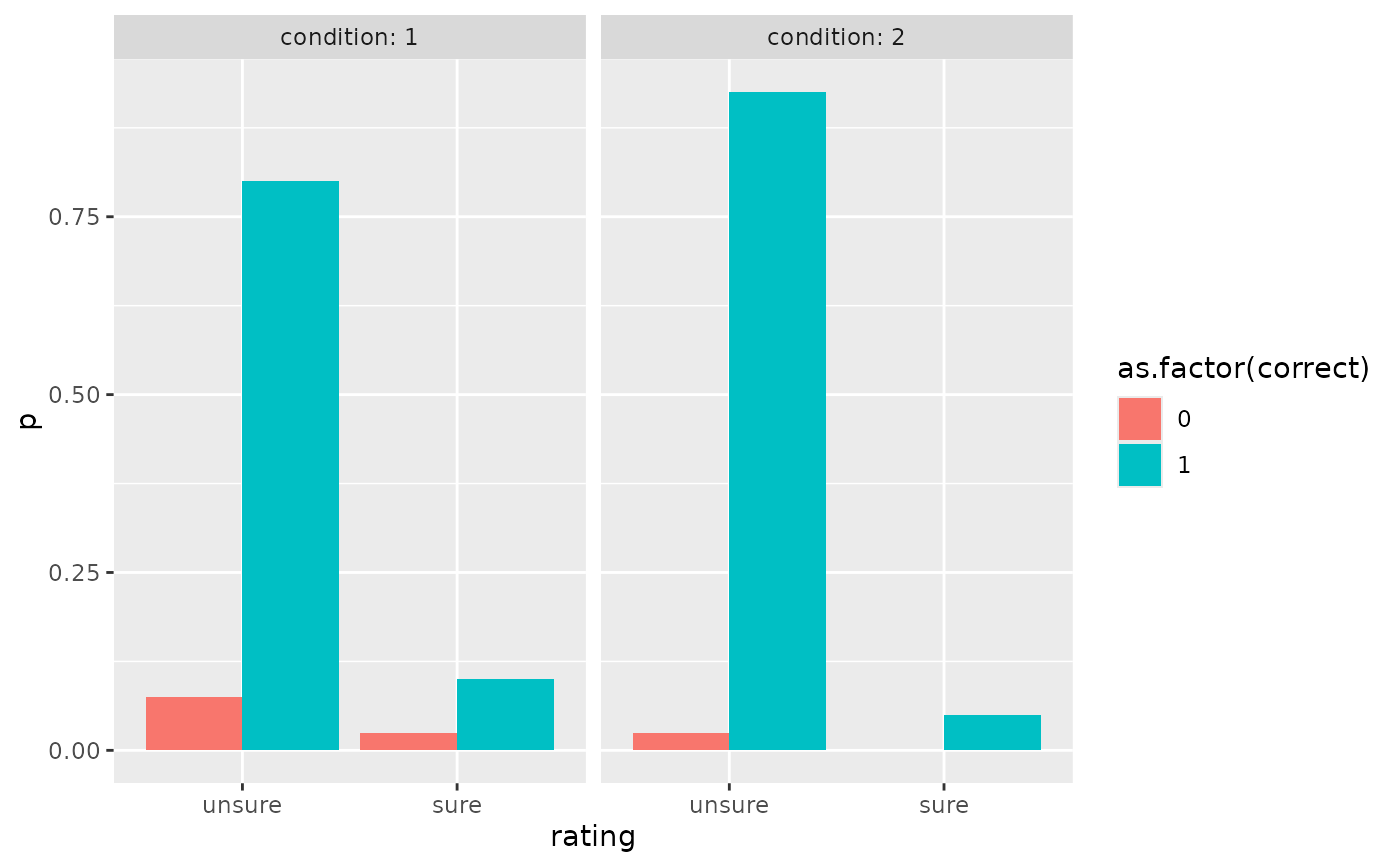 condition: 1
condition: 2
0.75
0.50
0.25
0.00
p
unsure
sure
unsure
sure
rating
as.factor(correct)
0
1